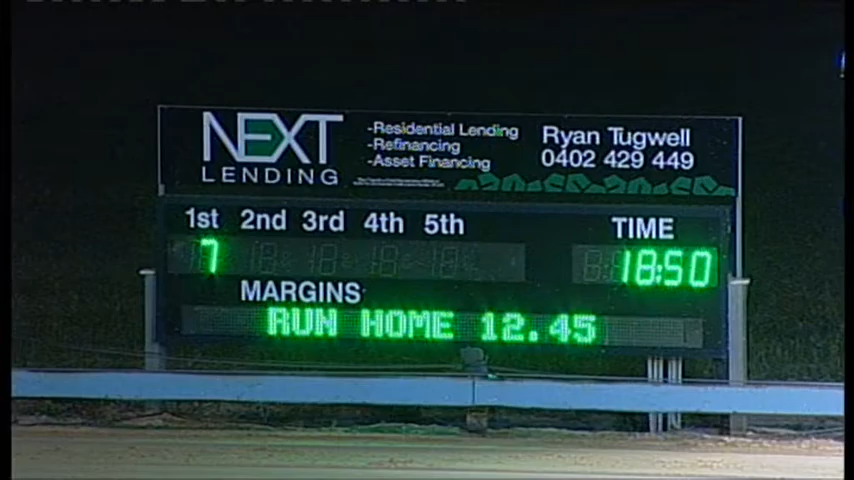 NEXT
LENDING
-Residential Lending
-Refinancing
-Asset Financing
Ryan Tugwell
0402 429 449
1st 2nd 3rd 4th 5th TIME
7 18:50
MARGINS
RUN HOME 12.45